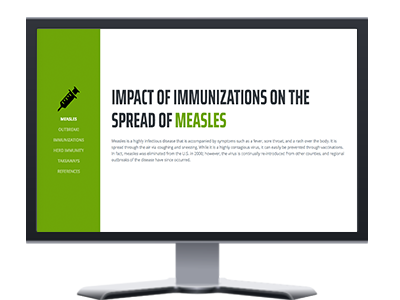 MEASLES
OUTBREAKS
IMMUNIZATIONS
HERD IMMUNITY
TAKEAWAYS
REFERENCES
IMPACT OF IMMUNIZATIONS ON THE
SPREAD OF MEASLES
Measles is a highly infectious disease that is accompanied by symptoms such as a fever, sore throat, and a rash over the body. It is
spread through the air via coughing and sneezing. While it is a highly contagious virus, it can easily be prevented through vaccinations.
In fact, measles was eliminated from the U.S. in 2000; however, the virus is continually re-introduced from other countries, and regional
outbreaks of the disease have since occurred.